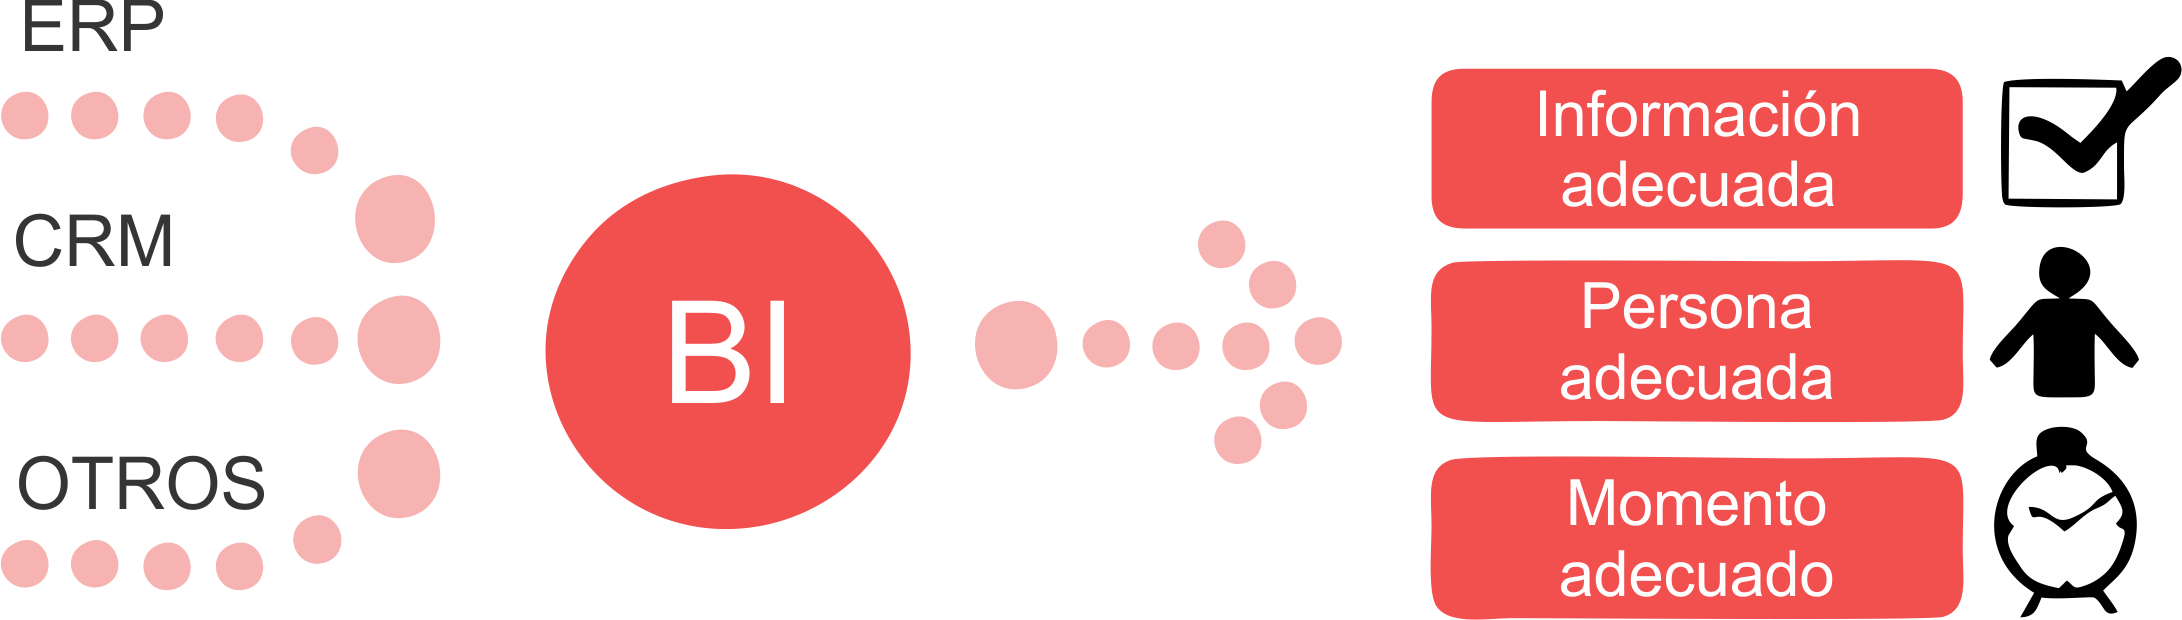 ERP
CRM
OTROS
BI
Información
adecuada
Persona
adecuada
Momento
adecuado